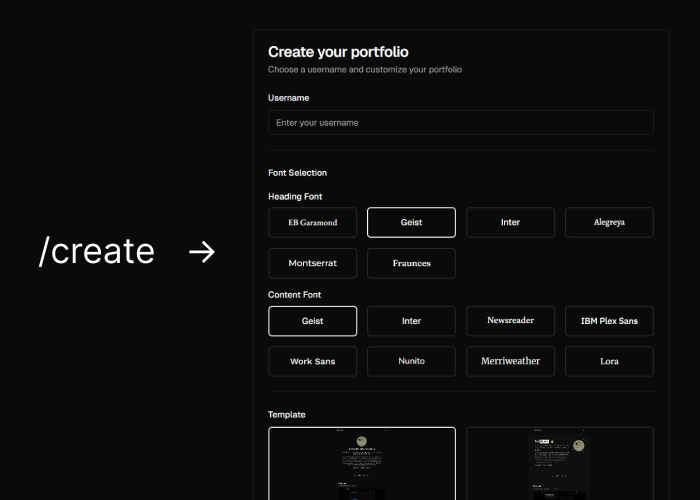 Create your portfolio
Choose a username and customize your portfolio
Username
Enter your username
Font Selection
Heading Font
EB Garamond Geist Inter Alegreya
/create →
Montserrat Fraunces
Content Font
Geist Inter Newsreader IBM Plex Sans
Work Sans Nunito Merriweather Lora
Template